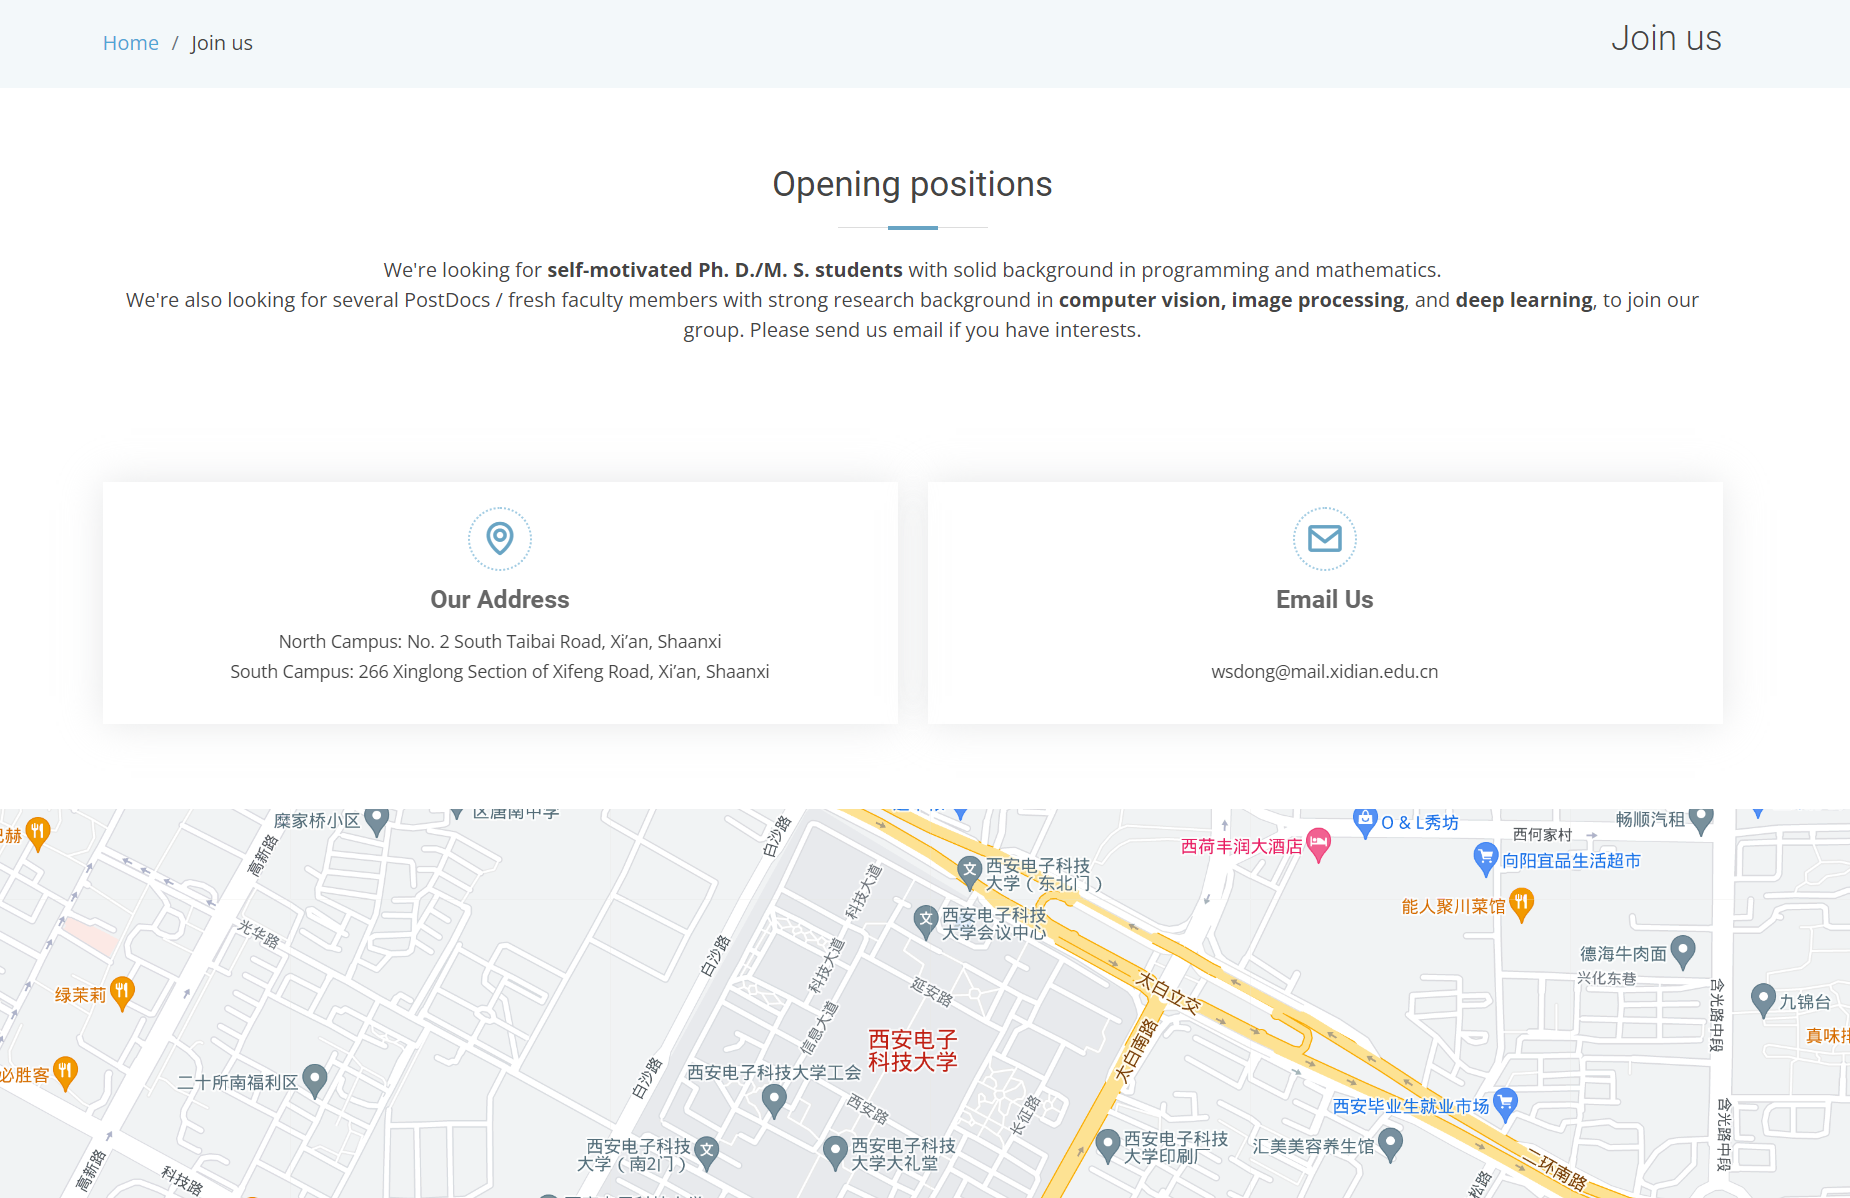 Home / Join us
Join us
Opening positions
We're looking for self-motivated Ph. D./M. S. students with solid background in programming and mathematics.
We're also looking for several PostDocs / fresh faculty members with strong research background in computer vision, image processing, and deep learning, to join our
group. Please send us email if you have interests.
Our Address
North Campus: No. 2 South Taibai Road, Xi’an, Shaanxi
South Campus: 266 Xinglong Section of Xifeng Road, Xi’an, Shaanxi
Email Us
wsdong@mail.xidian.edu.cn
糜家桥小区
区唐南中学
白沙路
高新路
西安电子科技
大学（东北门）
西荷丰润大酒店
O & L秀坊
西何家村
畅顺汽租
向阳宜品生活超市
科技大道
西安电子科技
大学会议中心
能人聚川菜馆
光华路
白沙路
科技大道
德海牛肉面
兴化东巷
绿茉莉
延安路
太白立交
含光路中段
九锦台
信息大道
西安电子
科技大学
太白南路
真味排
必胜客
二十所南福利区
白沙路
西安电子科技大学工会
西安路
长征路
西安毕业生就业市场
含光路中段
西安电子科技
大学（南2门）
西安电子科技
大学大礼堂
西安电子科技
大学印刷厂
汇美美容养生馆
二环南路
高新路
科技路
松路